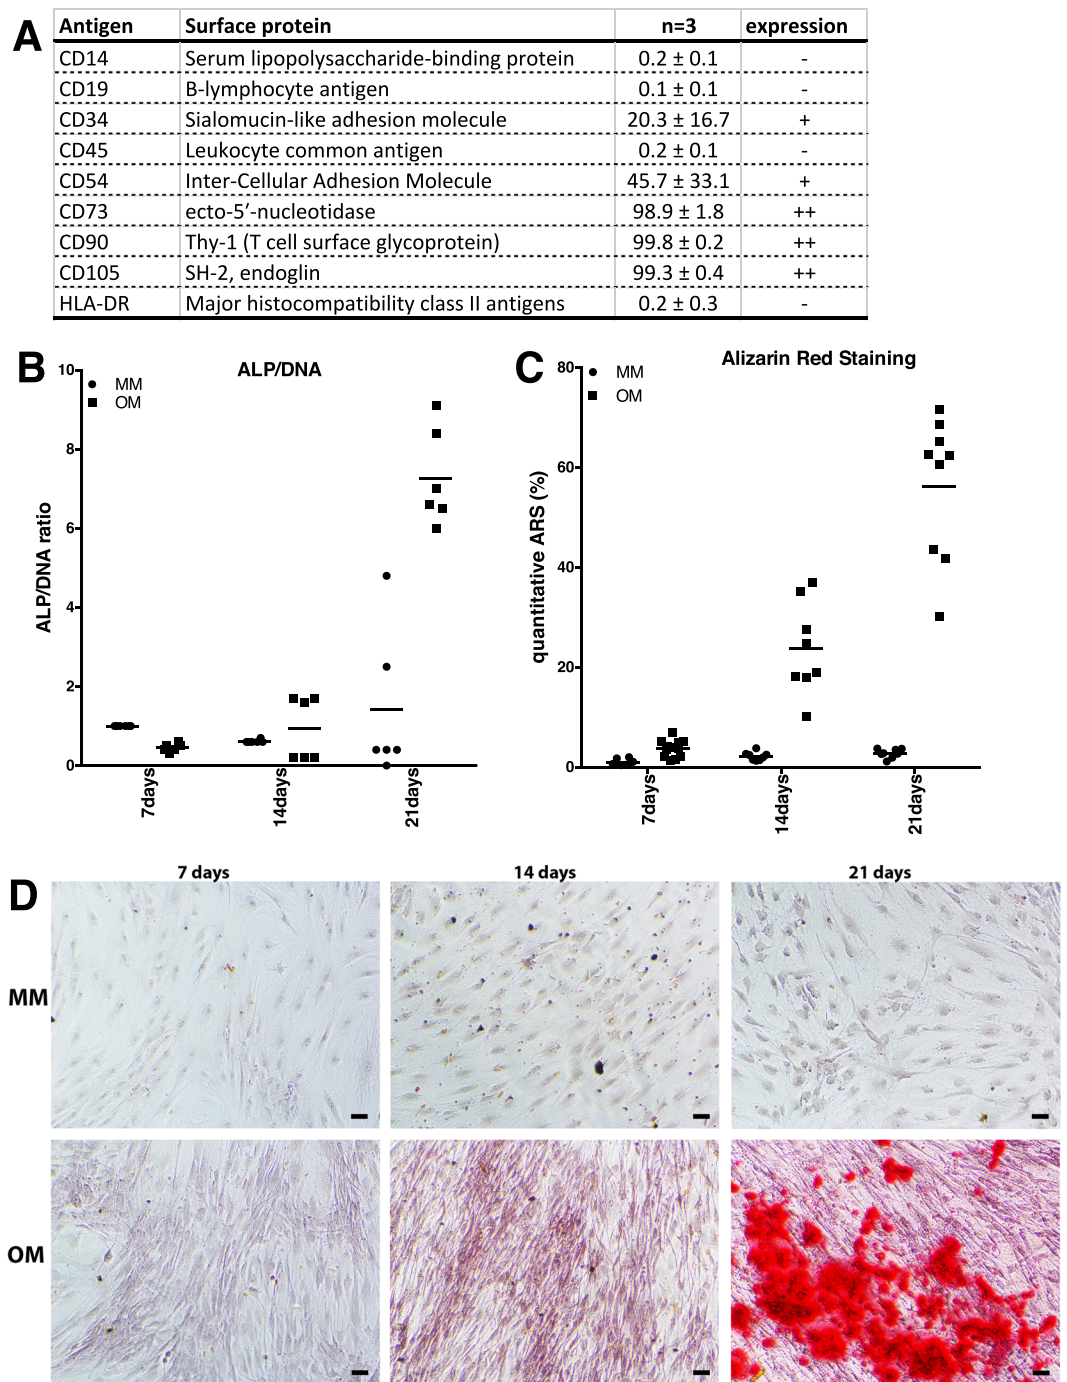 A
Antigen Surface protein n=3 expression
CD14 Serum lipopolysaccharide-binding protein 0.2 ± 0.1 -
CD19 B-lymphocyte antigen 0.1 ± 0.1 -
CD34 Sialomucin-like adhesion molecule 20.3 ± 16.7 +
CD45 Leukocyte common antigen 0.2 ± 0.1 -
CD54 Inter-Cellular Adhesion Molecule 45.7 ± 33.1 +
CD73 ecto-5′-nucleotidase 98.9 ± 1.8 ++
CD90 Thy-1 (T cell surface glycoprotein) 99.8 ± 0.2 ++
CD105 SH-2, endoglin 99.3 ± 0.4 ++
HLA-DR Major histocompatibility class II antigens 0.2 ± 0.3 -
B
ALP/DNA
MM
OM
ALP/DNA ratio
10
8
6
4
2
0
7days
14days
21days
C
Alizarin Red Staining
MM
OM
quantitative ARS (%)
80
60
40
20
0
7days
14days
21days
D
7 days 14 days 21 days
MM
OM